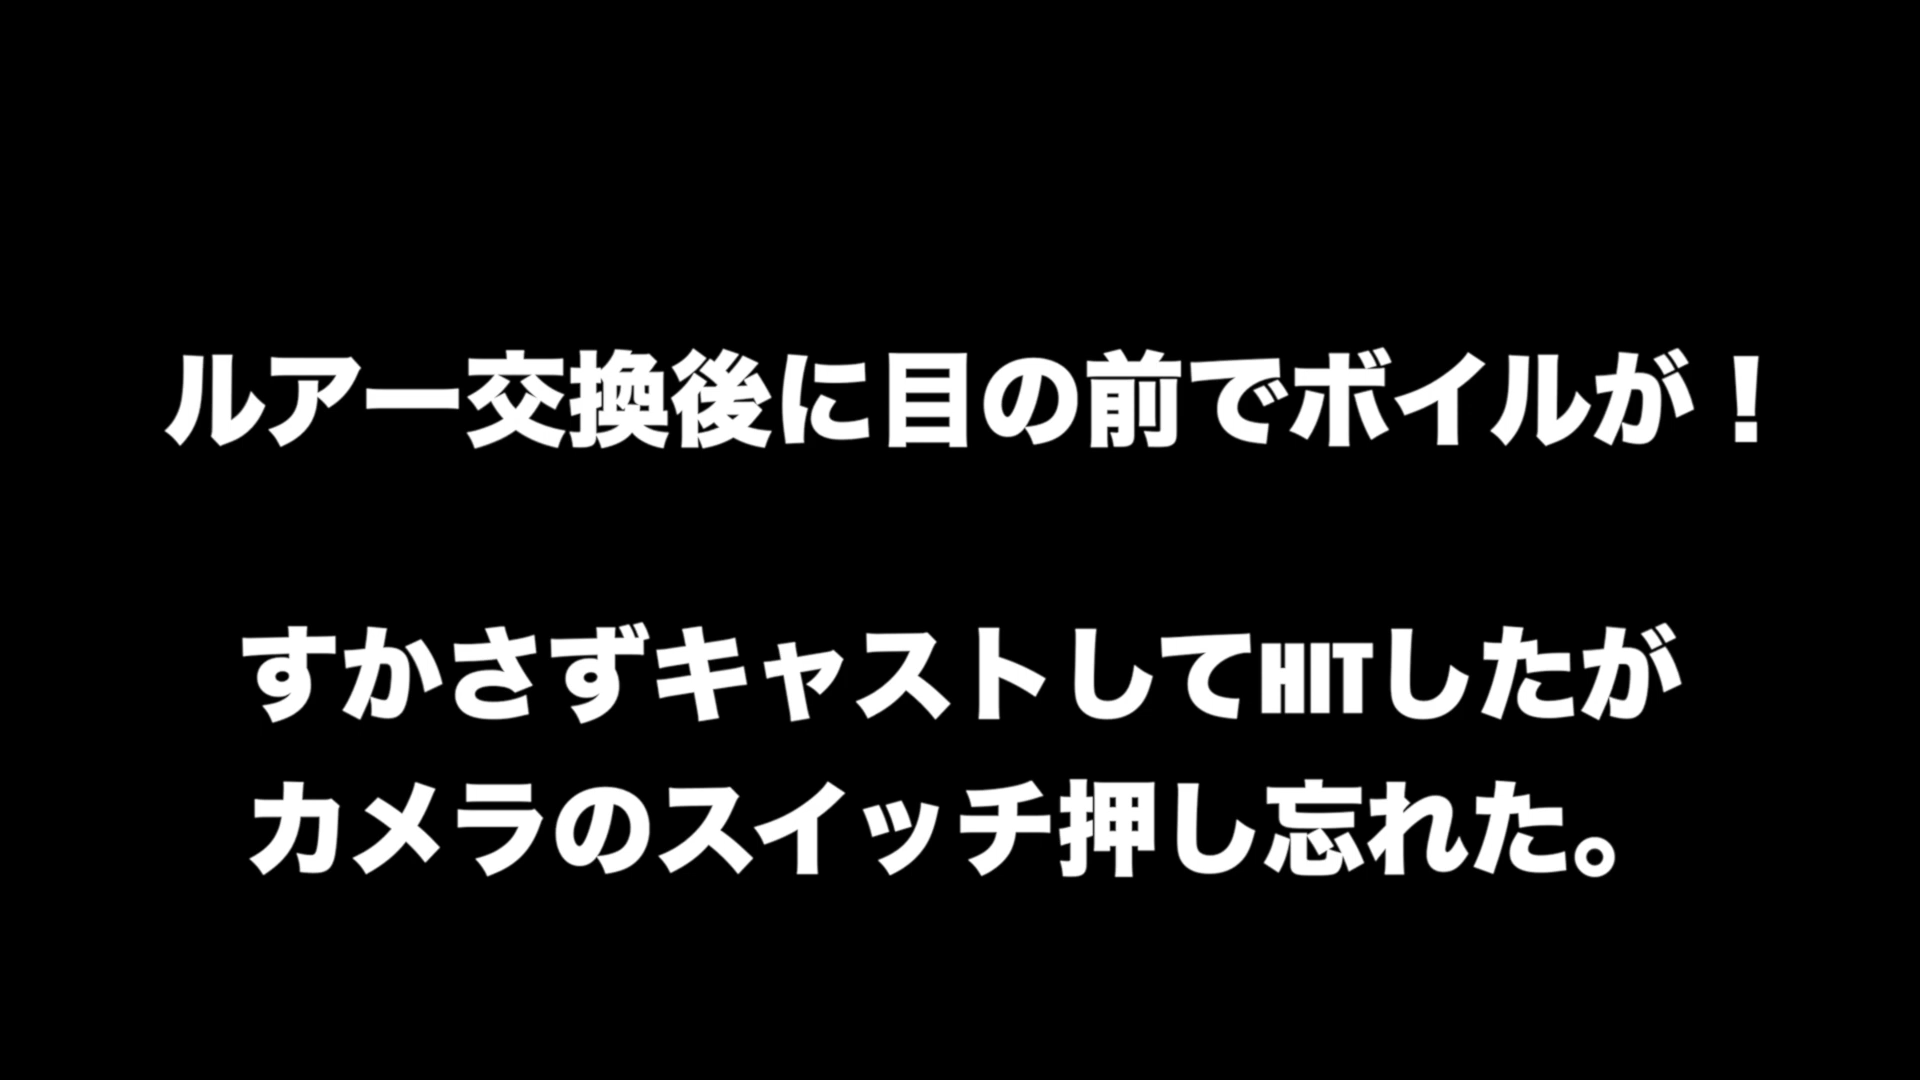 ルアー交換後に目の前でボイルが！
すかさずキャストしてHITしたが
カメラのスイッチ押し忘れた。